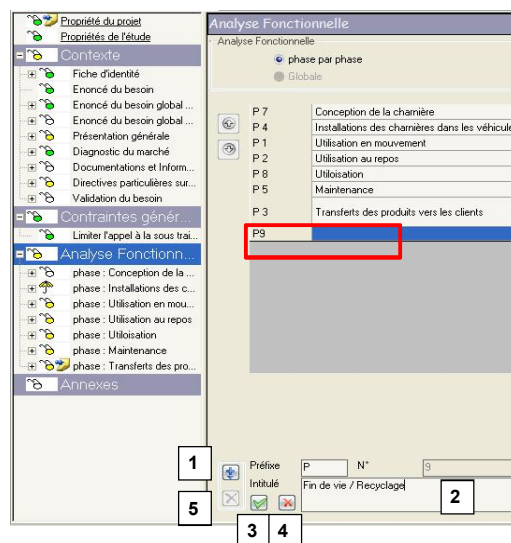 Propriété du projet
Propriétés de l'étude
Contexte
Fiche d'identité
Enoncé du besoin
Enoncé du besoin global ...
Enoncé du besoin global ...
Présentation générale
Diagnostic du marché
Documentations et Inform...
Directives particulières sur...
Validation du besoin
Contraintes génér...
Limiter l'appel à la sous trai...
Analyse Fonctionn...
phase : Conception de la ...
phase : Installations des c...
phase : Utilisation en mou...
phase : Utilisation au repos
phase : Utiloisation
phase : Maintenance
phase : Transferts des pro...
Annexes
Analyse Fonctionnelle
Analyse Fonctionnelle
phase par phase
Globale
P 7 Conception de la charnière
P 4 Installations des charnières dans les véhicule
P 1 Utilisation en mouvement
P 2 Utilisation au repos
P 8 Utiloisation
P 5 Maintenance
P 3 Transferts des produits vers les clients
P9
1
Préfixe P N° 9
Intitulé Fin de vie / Recyclage
2
5
3 4